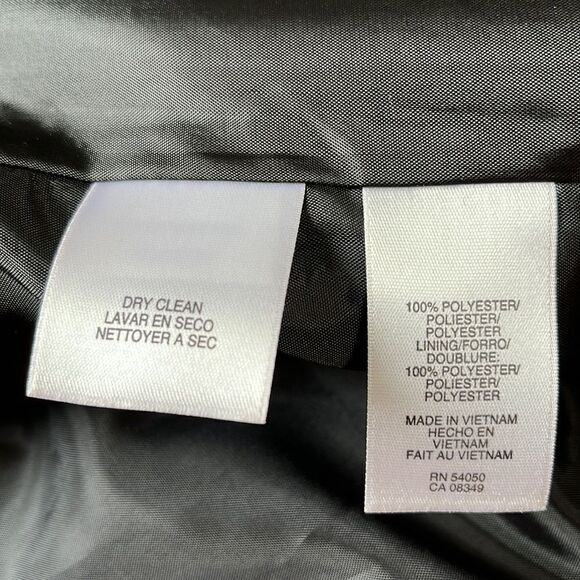 DRY CLEAN
LAVAR EN SECO
NETTOYER A SEC
100% POLYESTER/
POLIESTER/
POLYESTER
LINING/FORRO/
DOUBLURE:
100% POLYESTER/
POLIESTER/
POLYESTER
MADE IN VIETNAM
HECHO EN
VIETNAM
FAIT AU VIETNAM
RN 54050
CA 08349